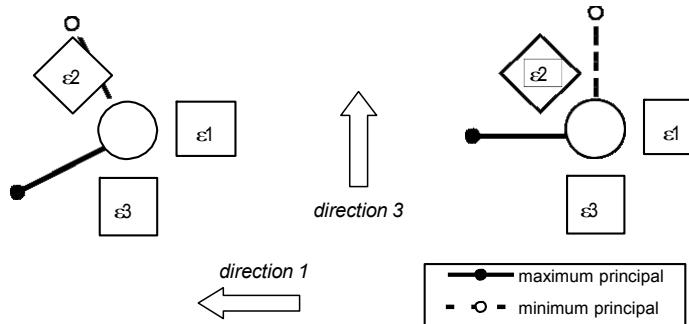 ε2
ε1
ε3
direction 3
direction 1
ε2
ε1
ε3
maximum principal
minimum principal